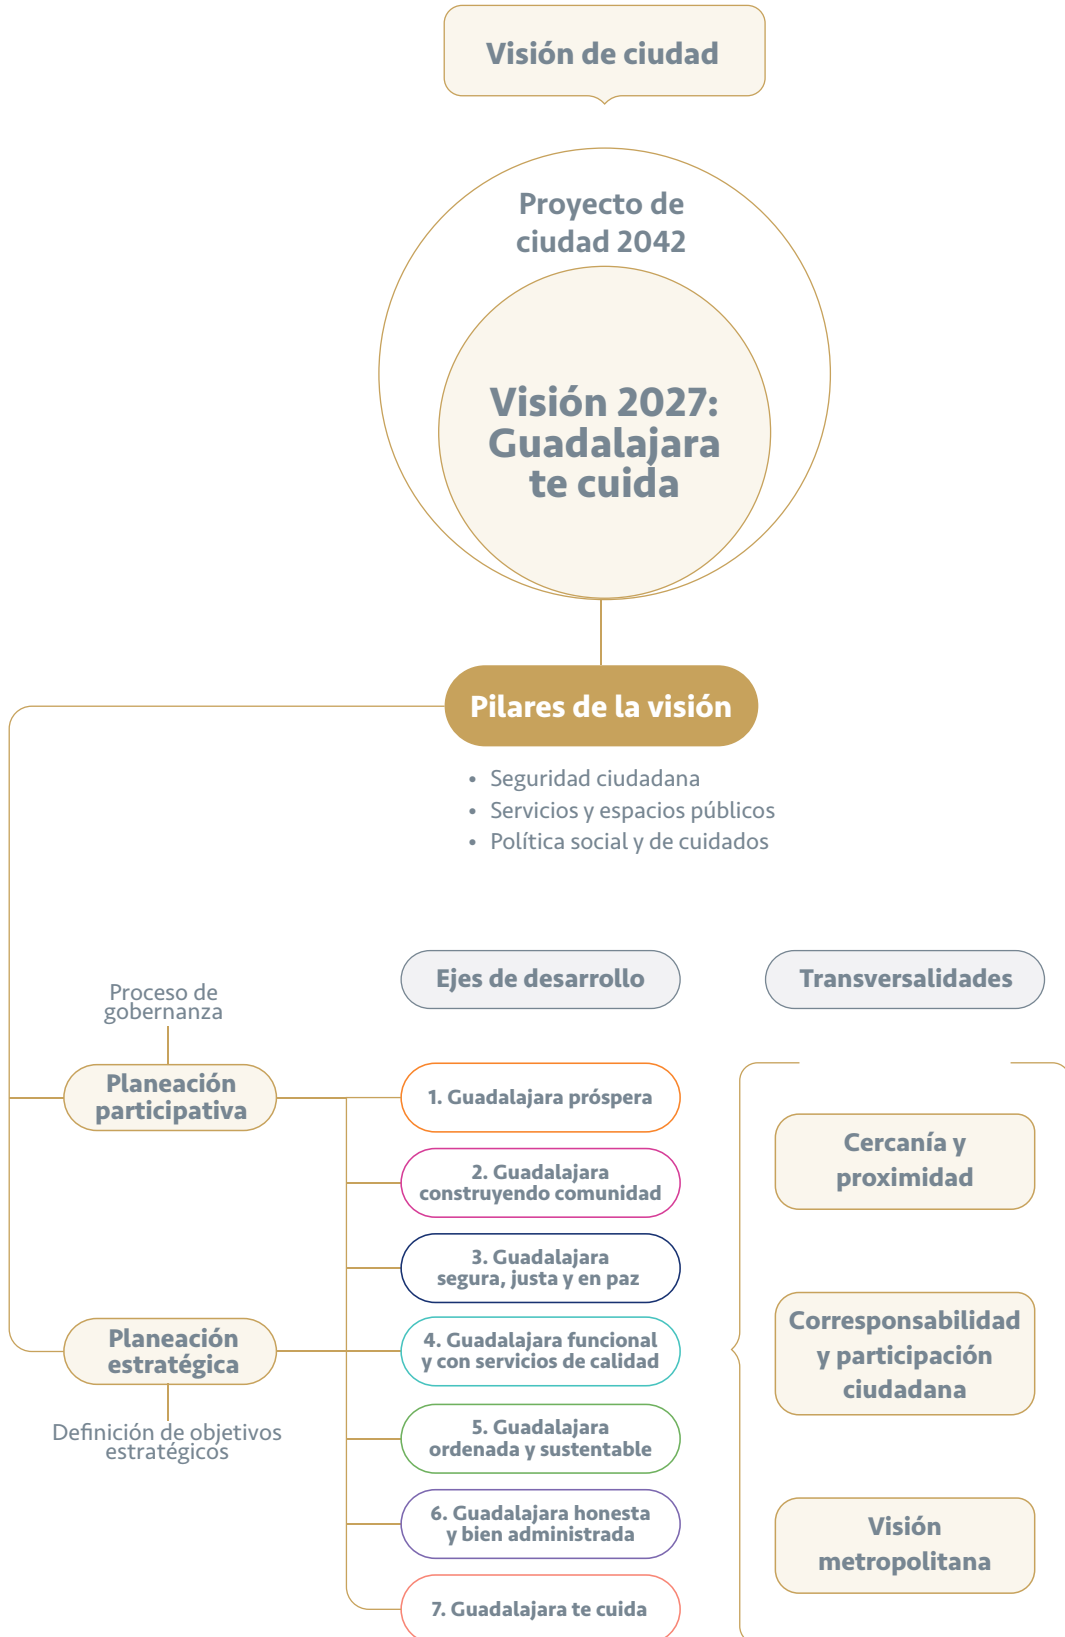 Visión de ciudad
Proyecto de
ciudad 2042
Visión 2027:
Guadalajara
te cuida
Pilares de la visión
• Seguridad ciudadana
• Servicios y espacios públicos
• Política social y de cuidados
Proceso de
gobernanza
Planeación
participativa
Planeación
estratégica
Definición de objetivos
estratégicos
Ejes de desarrollo
1. Guadalajara próspera
2. Guadalajara
construyendo comunidad
3. Guadalajara
segura, justa y en paz
4. Guadalajara funcional
y con servicios de calidad
5. Guadalajara
ordenada y sustentable
6. Guadalajara honesta
y bien administrada
7. Guadalajara te cuida
Transversalidades
Cercanía y
proximidad
Corresponsabilidad
y participación
ciudadana
Visión
metropolitana